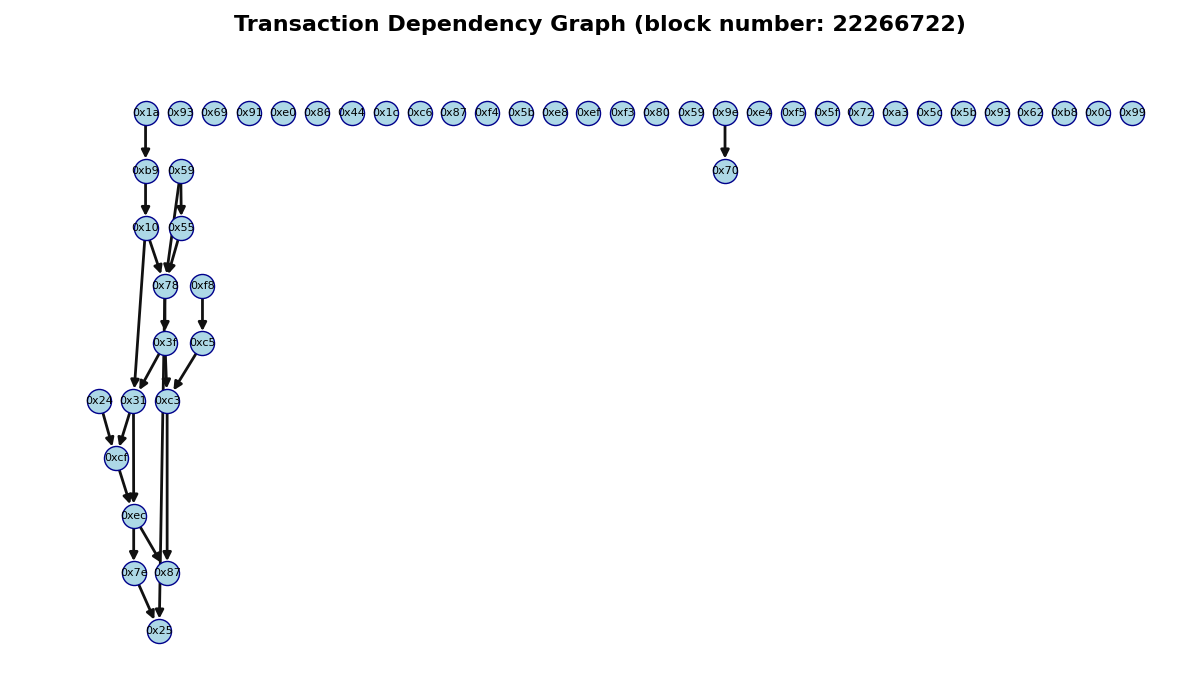 Transaction Dependency Graph (block number: 22266722)
0x1a 0x93 0x69 0x91 0xe0 0x86 0x44 0x1c 0xc6 0x87 0xf4 0x5b 0xe8 0xef 0xf3 0x80 0x59 0x9e 0xe4 0xf5 0x5f 0x72 0xa3 0x5c 0x5b 0x93 0x62 0xb8 0x0c 0x99
0xb9 0x59 0x70
0x10 0x55
0x78 0xf8
0x3f 0xc5
0x24 0x31 0xc3
0xcf
0xec
0x7e 0x87
0x25